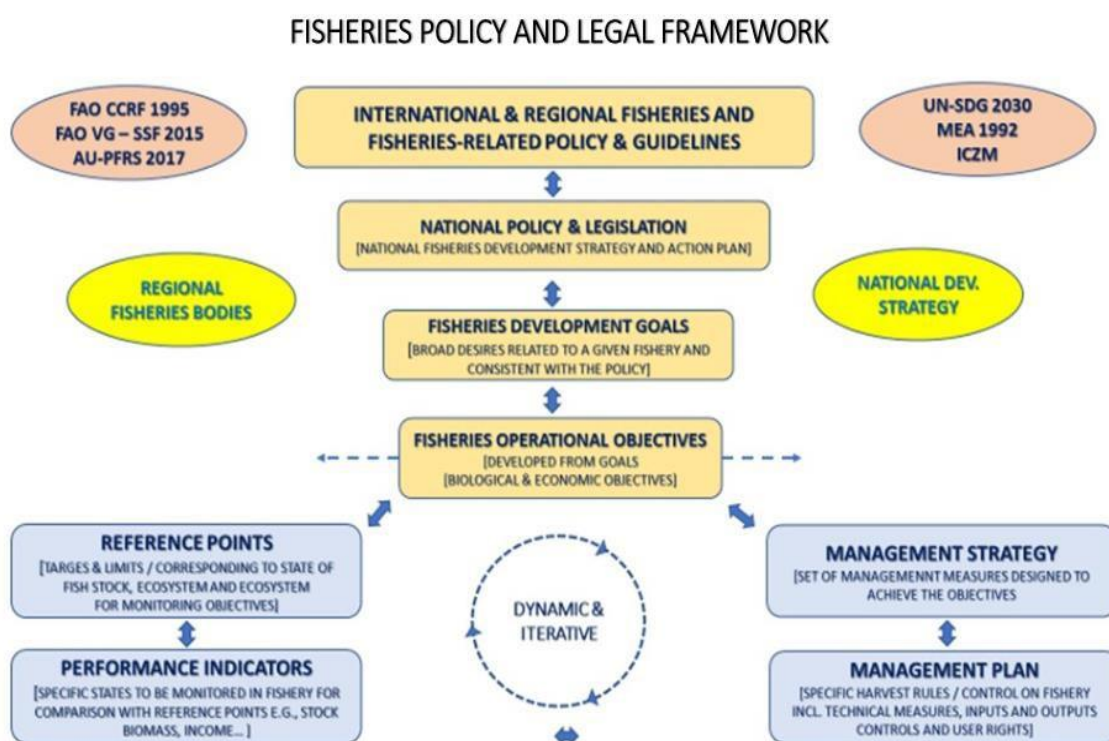 FISHERIES POLICY AND LEGAL FRAMEWORK
FAO CCRF 1995
FAO VG – SSF 2015
AU-PFRS 2017
INTERNATIONAL & REGIONAL FISHERIES AND
FISHERIES-RELATED POLICY & GUIDELINES
UN-SDG 2030
MEA 1992
ICZM
NATIONAL POLICY & LEGISLATION
[NATIONAL FISHERIES DEVELOPMENT STRATEGY AND ACTION PLAN]
REGIONAL
FISHERIES BODIES
NATIONAL DEV.
STRATEGY
FISHERIES DEVELOPMENT GOALS
[BROAD DESIRES RELATED TO A GIVEN FISHERY AND
CONSISTENT WITH THE POLICY]
FISHERIES OPERATIONAL OBJECTIVES
[DEVELOPED FROM GOALS
[BIOLOGICAL & ECONOMIC OBJECTIVES]
REFERENCE POINTS
[TARGES & LIMITS / CORRESPONDING TO STATE OF
FISH STOCK, ECOSYSTEM AND ECOSYSTEM
FOR MONITORING OBJECTIVES]
DYNAMIC &
ITERATIVE
MANAGEMENT STRATEGY
[SET OF MANAGEMENNT MEASURES DESIGNED TO
ACHIEVE THE OBJECTIVES
PERFORMANCE INDICATORS
[SPECIFIC STATES TO BE MONITORED IN FISHERY FOR
COMPARISON WITH REFERENCE POINTS E.G., STOCK
BIOMASS, INCOME... ]
MANAGEMENT PLAN
[SPECIFIC HARVEST RULES / CONTROL ON FISHERY
INCL. TECHNICAL MEASURES, INPUTS AND OUTPUTS
CONTROLS AND USER RIGHTS]